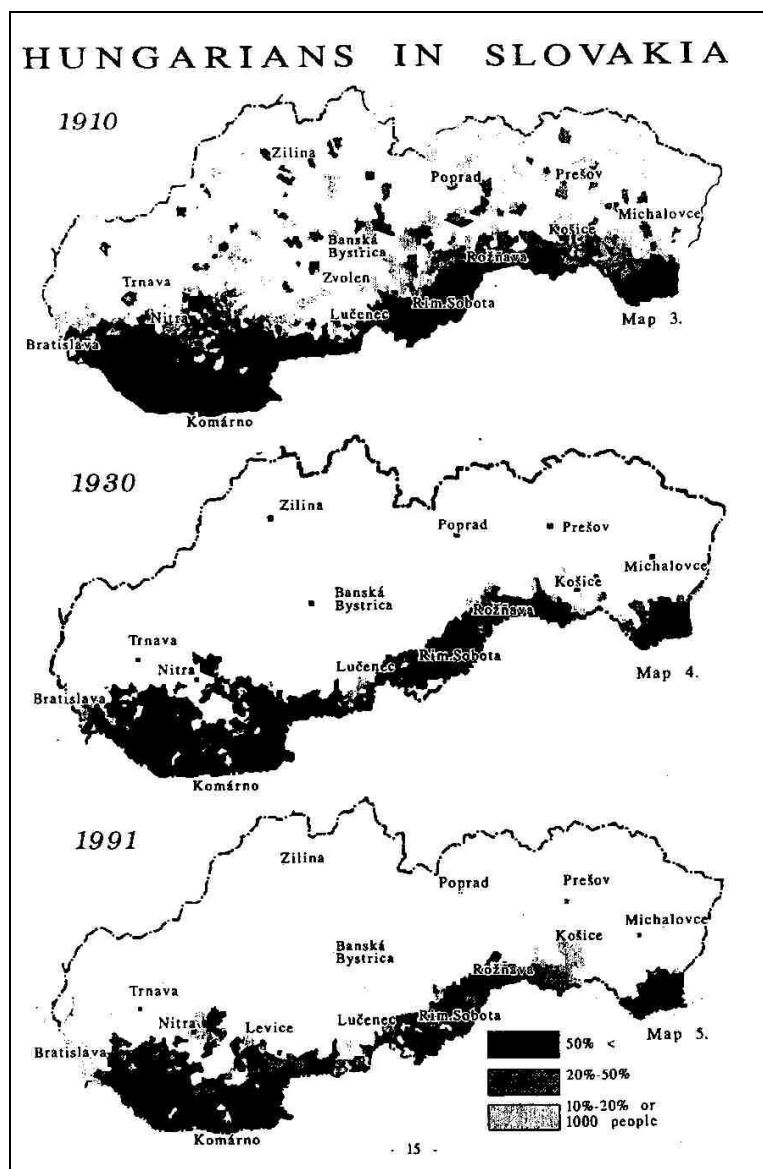 HUNGARIANS IN SLOVAKIA
1910
Zilina
Poprad
Prešov
Michalovce
Banská
Bystrica
Košice
Rožňava
Zvolen
Trnava
Nitra
Lučenec
Rim.Sobota
Bratislava
Map 3.
Komárno
1930
Zilina
Poprad
Prešov
Michalovce
Banská
Bystrica
Košice
Rožňava
Trnava
Nitra
Lučenec
Rim.Sobota
Bratislava
Map 4.
Komárno
1991
Zilina
Poprad
Prešov
Michalovce
Košice
Banská
Bystrica
Rožňava
Trnava
Nitra
Levice
Lučenec
Rim.Sobota
Bratislava
Map 5.
Komárno
50% <
20%-50%
10%-20% or
1000 people
- 15 -